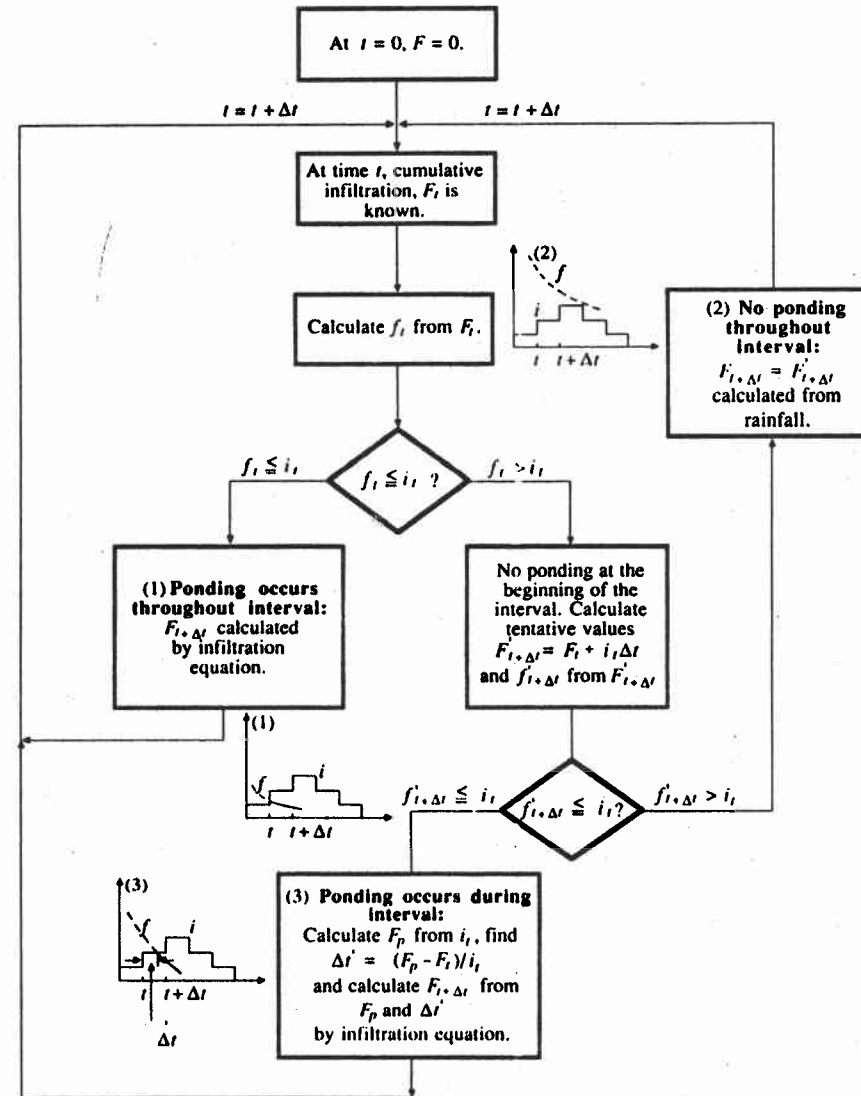 At t = 0, F = 0.
t = t + Δt
t = t + Δt
At time t, cumulative
infiltration, F_t is
known.
Calculate f_t from F_t.
(2)
f
i
t
t + Δt
(2) No ponding
throughout
interval:
F_{t+Δt} = F'_{t+Δt}
calculated from
rainfall.
f_t ≦ i_t
f_t ≦ i_t ?
f_t > i_t
(1) Ponding occurs
throughout interval:
F_{t+Δt} calculated
by infiltration
equation.
No ponding at the
beginning of the
interval. Calculate
tentative values
F'_{t+Δt} = F_t + i_t Δt
and f'_{t+Δt} from F'_{t+Δt}
(1)
f
i
t
t + Δt
f'_{t+Δt} ≦ i_t
f'_{t+Δt} ≦ i_t?
f'_{t+Δt} > i_t
(3)
f
i
t
t + Δt
Δt'
(3) Ponding occurs during
interval:
Calculate F_p from i_t, find
Δt' = (F_p - F_t)/i_t
and calculate F_{t+Δt} from
F_p and Δt'
by infiltration equation.